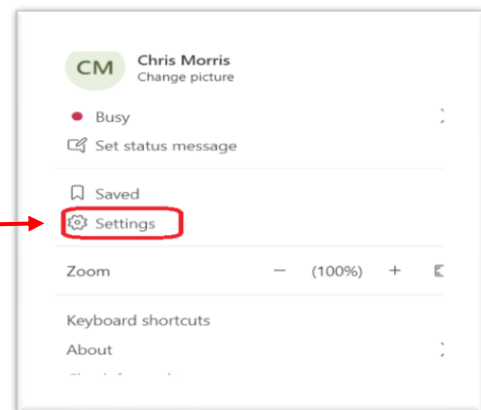 CM
Chris Morris
Change picture
Busy
Set status message
Saved
Settings
Zoom − (100%) +
Keyboard shortcuts
About